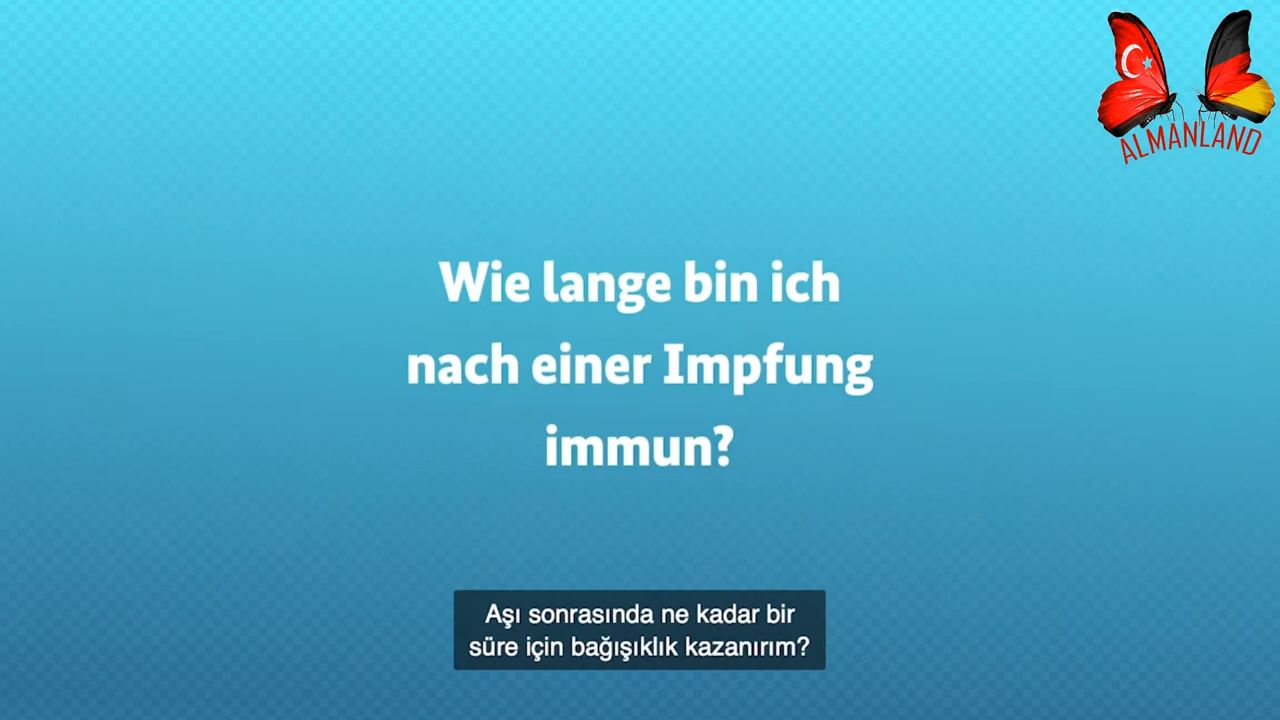 ALMANLAND
Wie lange bin ich
nach einer Impfung
immun?
Aşı sonrasında ne kadar bir
süre için bağışıklık kazanırım?